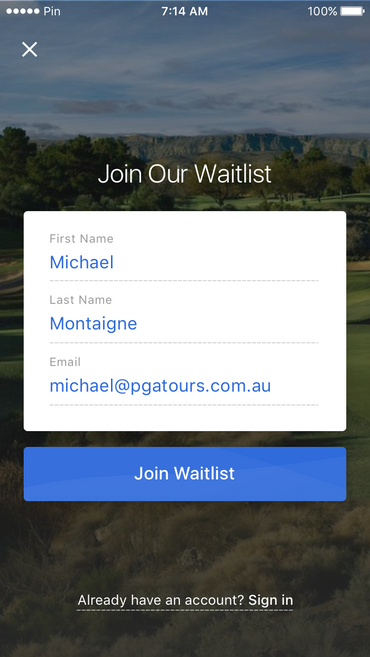 Pin 7:14 AM 100%
Join Our Waitlist
First Name
Michael
Last Name
Montaigne
Email
michael@pgatours.com.au
Join Waitlist
Already have an account? Sign in